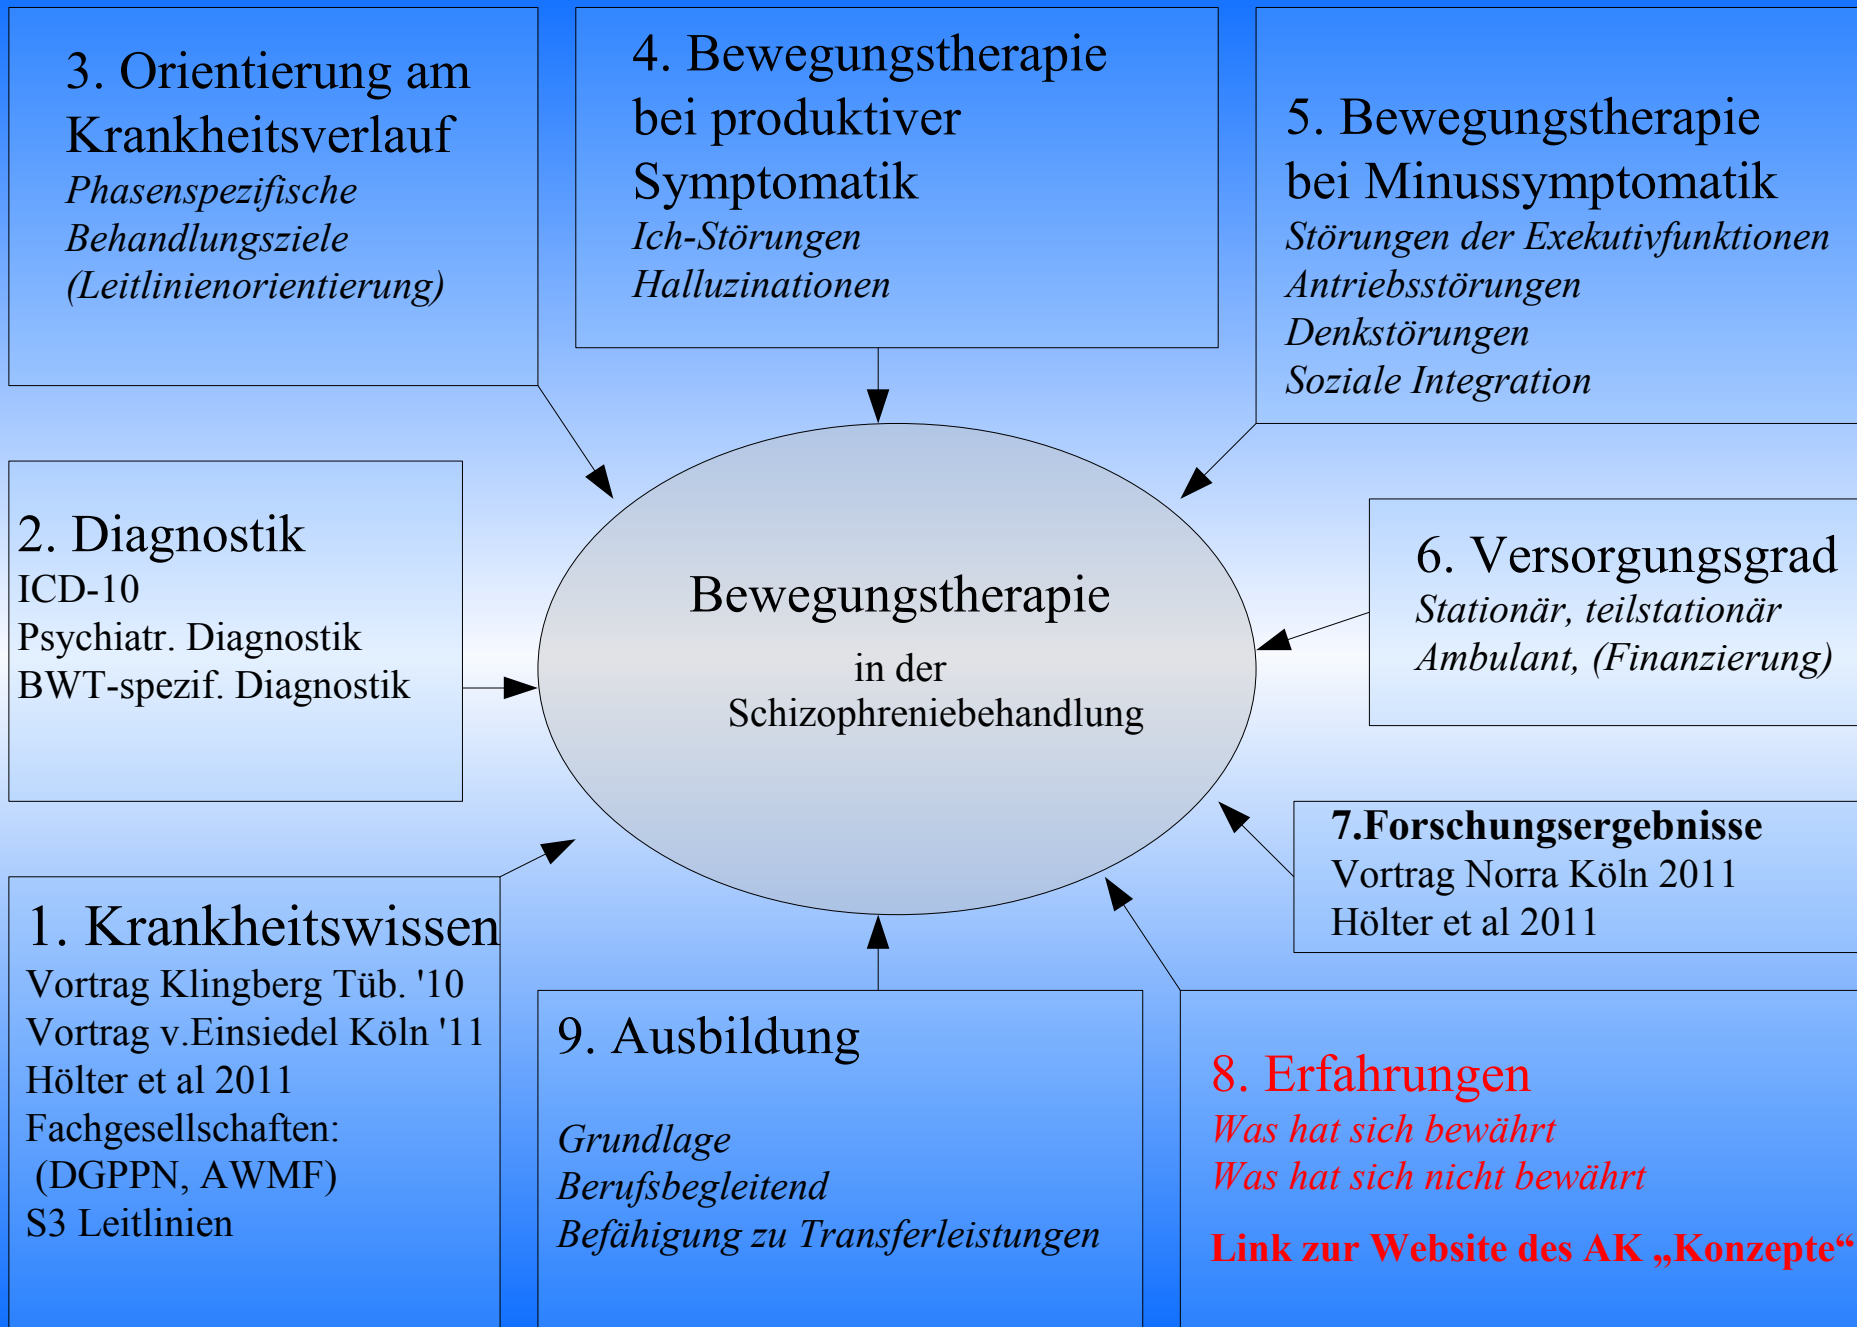 3. Orientierung am
Krankheitsverlauf
Phasenspezifische
Behandlungsziele
(Leitlinienorientierung)
4. Bewegungstherapie
bei produktiver
Symptomatik
Ich-Störungen
Halluzinationen
5. Bewegungstherapie
bei Minussymptomatik
Störungen der Exekutivfunktionen
Antriebsstörungen
Denkstörungen
Soziale Integration
2. Diagnostik
ICD-10
Psychiatr. Diagnostik
BWT-spezif. Diagnostik
Bewegungstherapie
in der
Schizophreniebehandlung
6. Versorgungsgrad
Stationär, teilstationär
Ambulant, (Finanzierung)
7.Forschungsergebnisse
Vortrag Norra Köln 2011
Hölter et al 2011
1. Krankheitswissen
Vortrag Klingberg Tüb. '10
Vortrag v.Einsiedel Köln '11
Hölter et al 2011
Fachgesellschaften:
(DGPPN, AWMF)
S3 Leitlinien
9. Ausbildung
Grundlage
Berufsbegleitend
Befähigung zu Transferleistungen
8. Erfahrungen
Was hat sich bewährt
Was hat sich nicht bewährt
Link zur Website des AK „Konzepte“